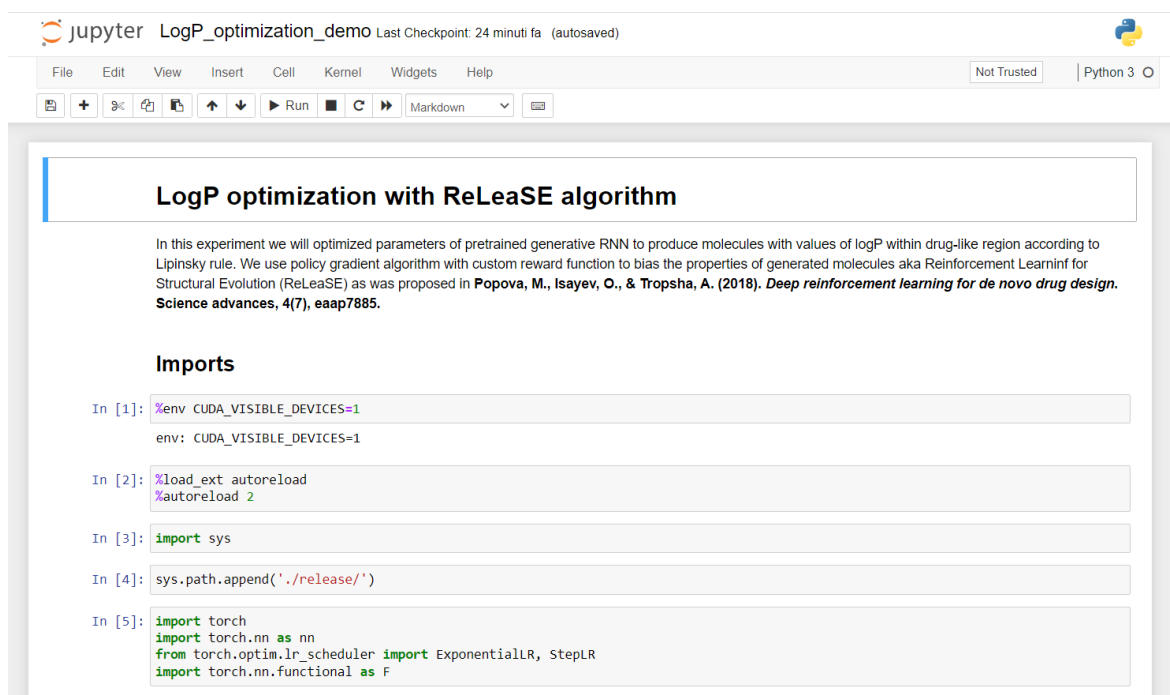 jupyter LogP_optimization_demo Last Checkpoint: 24 minuti fa (autosaved)
File Edit View Insert Cell Kernel Widgets Help Not Trusted Python 3
Run Markdown
LogP optimization with ReLeaSE algorithm
In this experiment we will optimized parameters of pretrained generative RNN to produce molecules with values of logP within drug-like region according to
Lipinsky rule. We use policy gradient algorithm with custom reward function to bias the properties of generated molecules aka Reinforcement Learninf for
Structural Evolution (ReLeaSE) as was proposed in Popova, M., Isayev, O., & Tropsha, A. (2018). Deep reinforcement learning for de novo drug design.
Science advances, 4(7), eaap7885.
Imports
In [1]: %env CUDA_VISIBLE_DEVICES=1
env: CUDA_VISIBLE_DEVICES=1
In [2]: %load_ext autoreload
%autoreload 2
In [3]: import sys
In [4]: sys.path.append('./release/')
In [5]: import torch
import torch.nn as nn
from torch.optim.lr_scheduler import ExponentialLR, StepLR
import torch.nn.functional as F